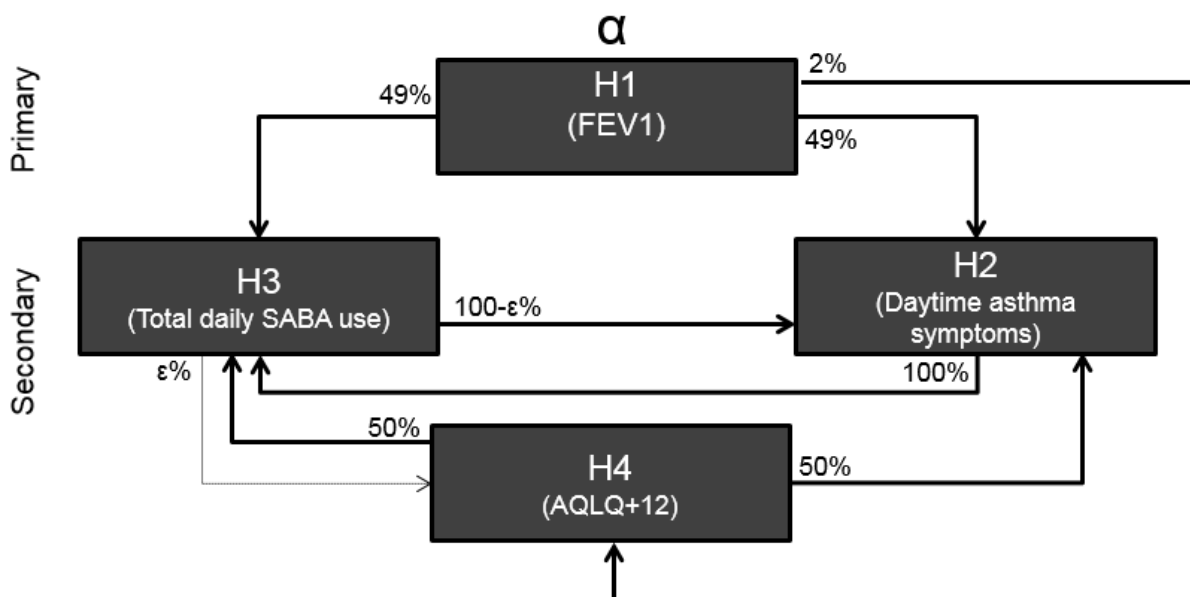 α
Primary
H1
(FEV1)
2%
49%
49%
Secondary
H3
(Total daily SABA use)
100-ε%
H2
(Daytime asthma
symptoms)
ε%
100%
50%
H4
(AQLQ+12)
50%